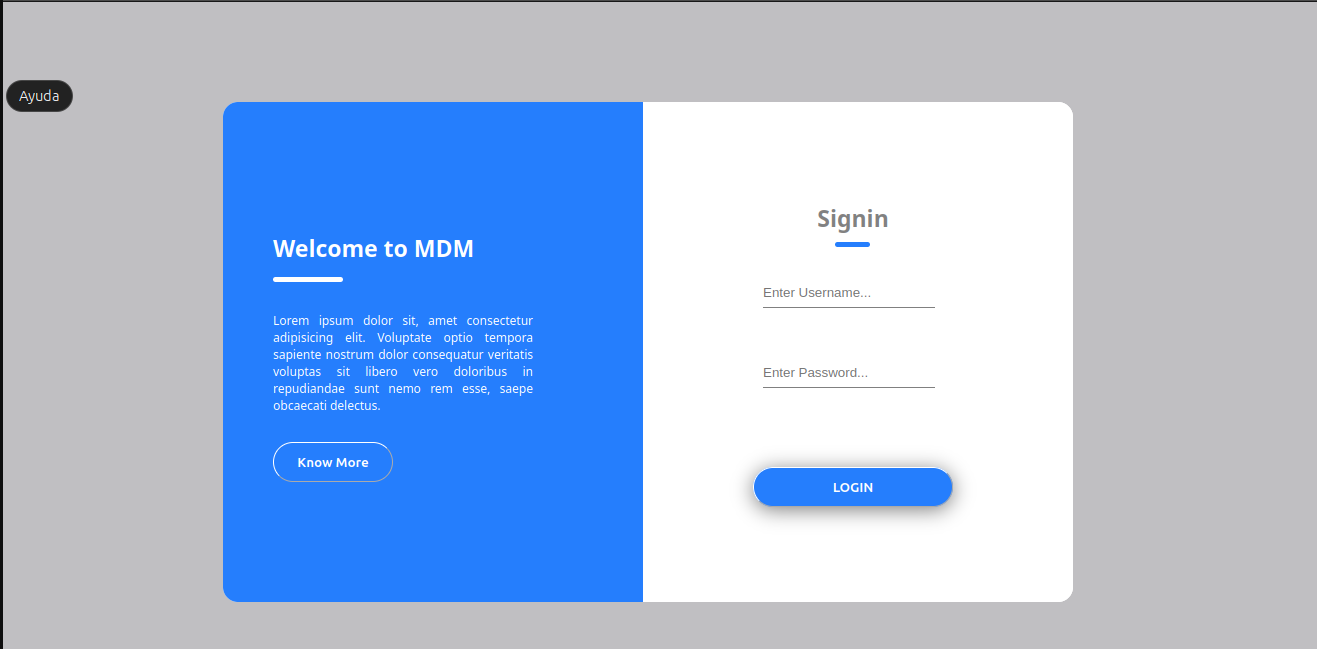 Ayuda
Welcome to MDM
Lorem ipsum dolor sit, amet consectetur
adipisicing elit. Voluptate optio tempora
sapiente nostrum dolor consequatur veritatis
voluptas sit libero vero doloribus in
repudiandae sunt nemo rem esse, saepe
obcaecati delectus.
Know More
Signin
Enter Username...
Enter Password...
LOGIN